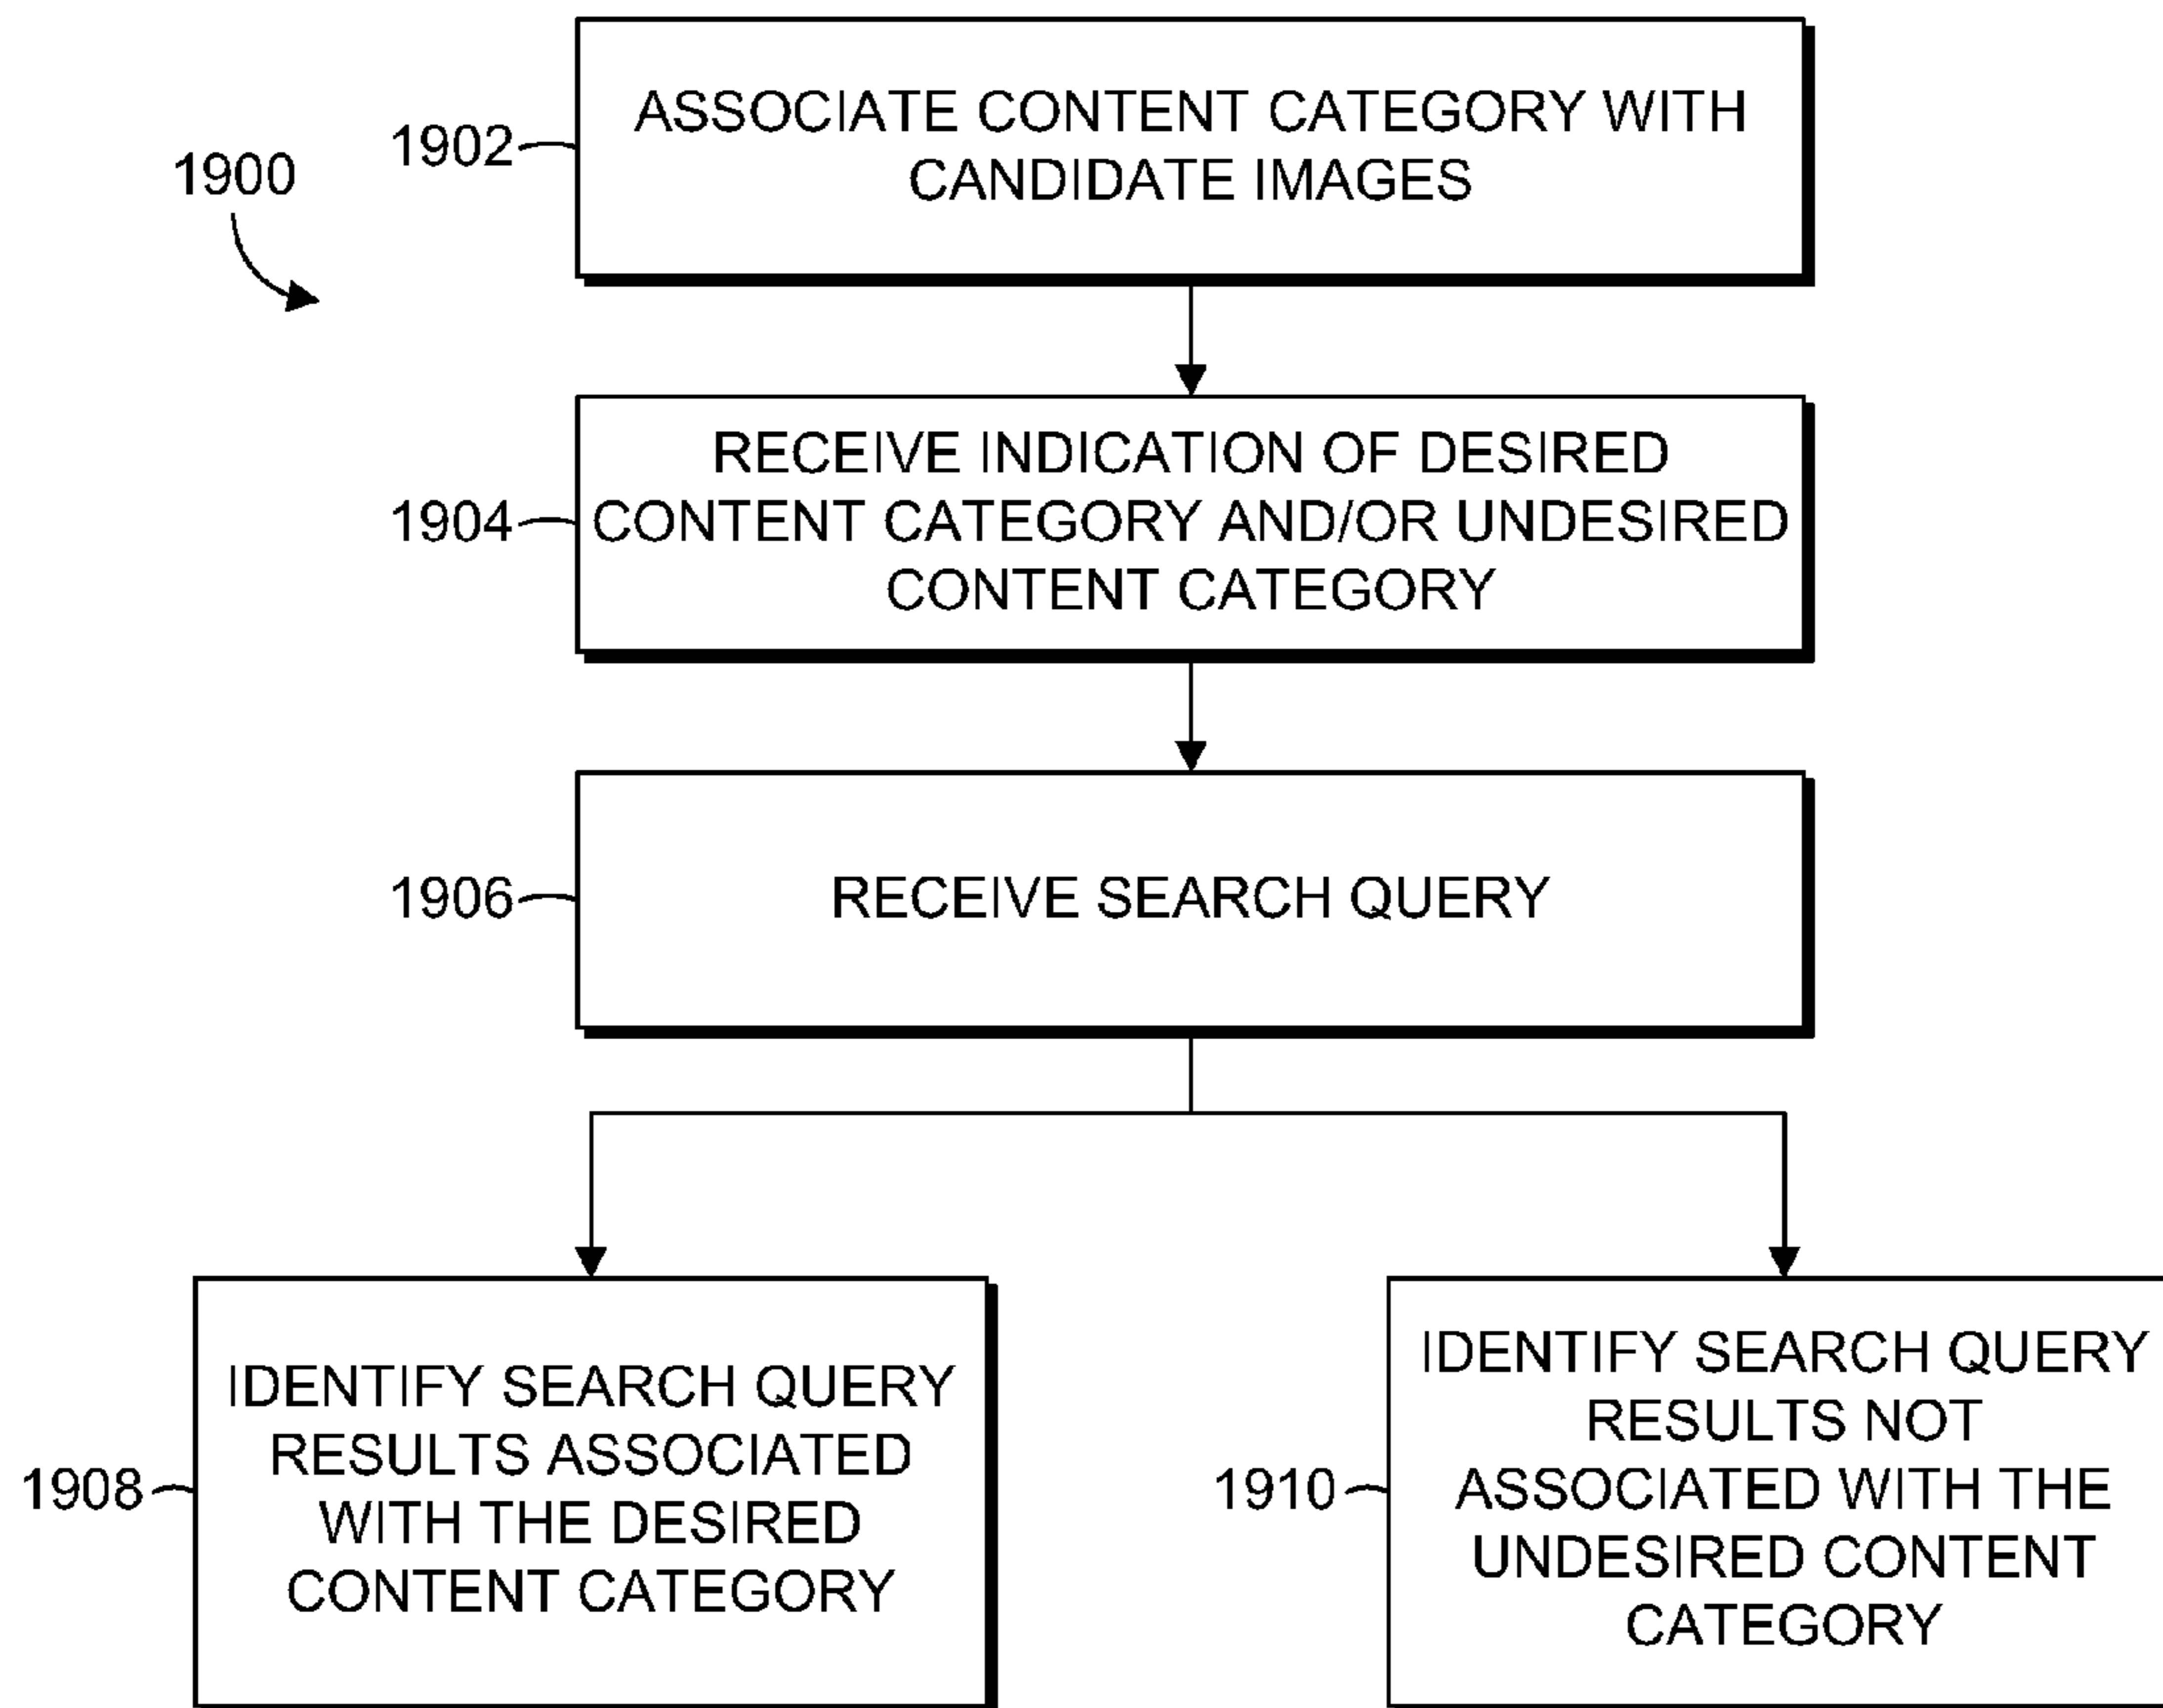 1900
1902
ASSOCIATE CONTENT CATEGORY WITH
CANDIDATE IMAGES
1904
RECEIVE INDICATION OF DESIRED
CONTENT CATEGORY AND/OR UNDESIRED
CONTENT CATEGORY
1906
RECEIVE SEARCH QUERY
1908
IDENTIFY SEARCH QUERY
RESULTS ASSOCIATED
WITH THE DESIRED
CONTENT CATEGORY
1910
IDENTIFY SEARCH QUERY
RESULTS NOT
ASSOCIATED WITH THE
UNDESIRED CONTENT
CATEGORY